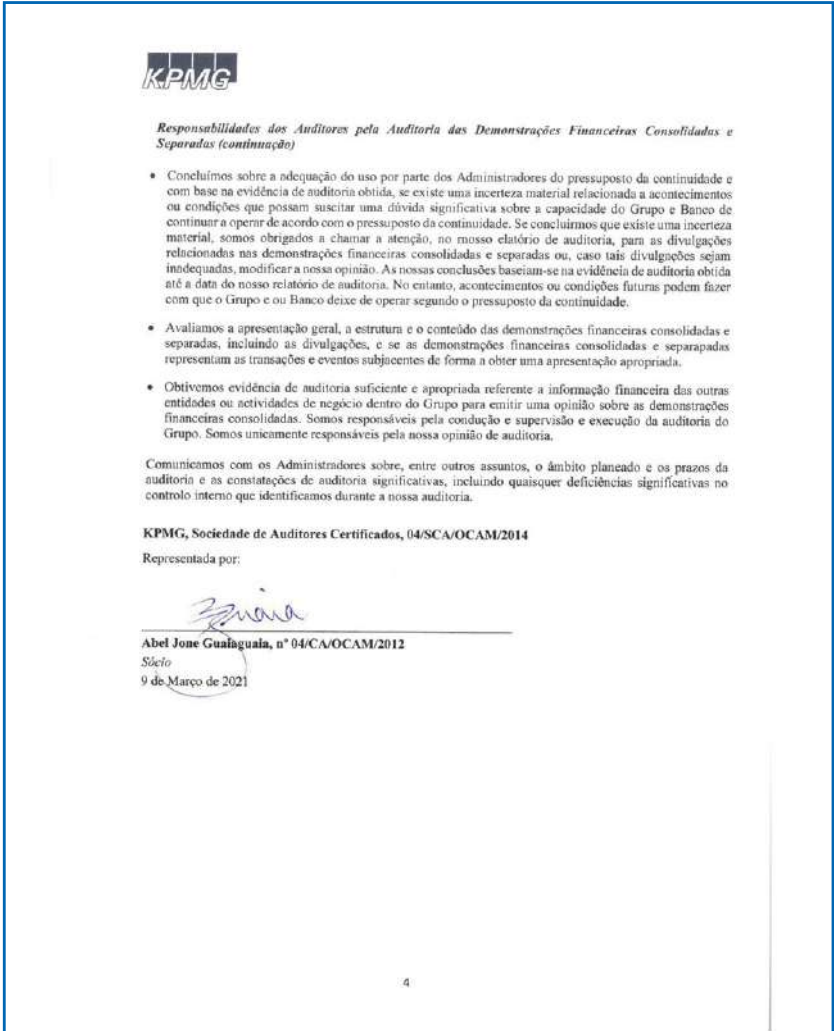 KPMG
Responsabilidades dos Auditores pela Auditoria das Demonstrações Financeiras Consolidadas e
Separadas (continuação)
• Concluímos sobre a adequação do uso por parte dos Administradores do pressuposto da continuidade e
com base na evidência de auditoria obtida, se existe uma incerteza material relacionada a acontecimentos
ou condições que possam suscitar uma dúvida significativa sobre a capacidade do Grupo e Banco de
continuar a operar de acordo com o pressuposto da continuidade. Se concluirmos que existe uma incerteza
material, somos obrigados a chamar a atenção, no mosso elatório de auditoria, para as divulgações
relacionadas nas demonstrações financeiras consolidadas e separadas ou, caso tais divulgações sejam
inadequadas, modificar a nossa opinião. As nossas conclusões baseiam-se na evidência de auditoria obtida
até a data do nosso relatório de auditoria. No entanto, acontecimentos ou condições futuras podem fazer
com que o Grupo e ou Banco deixe de operar segundo o pressuposto da continuidade.
• Avaliamos a apresentação geral, a estrutura e o conteúdo das demonstrações financeiras consolidadas e
separadas, incluindo as divulgações, e se as demonstrações financeiras consolidadas e separapadas
representam as transações e eventos subjacentes de forma a obter uma apresentação apropriada.
• Obtivemos evidência de auditoria suficiente e apropriada referente a informação financeira das outras
entidades ou actividades de negócio dentro do Grupo para emitir uma opinião sobre as demonstrações
financeiras consolidadas. Somos responsáveis pela condução e supervisão e execução da auditoria do
Grupo. Somos unicamente responsáveis pela nossa opinião de auditoria.
Comunicamos com os Administradores sobre, entre outros assuntos, o âmbito planeado e os prazos da
auditoria e as constatações de auditoria significativas, incluindo quaisquer deficiências significativas no
controlo interno que identificamos durante a nossa auditoria.
KPMG, Sociedade de Auditores Certificados, 04/SCA/OCAM/2014
Representada por:
Abel Jone Guaiaguaia, nº 04/CA/OCAM/2012
Sócio
9 de Março de 2021
4